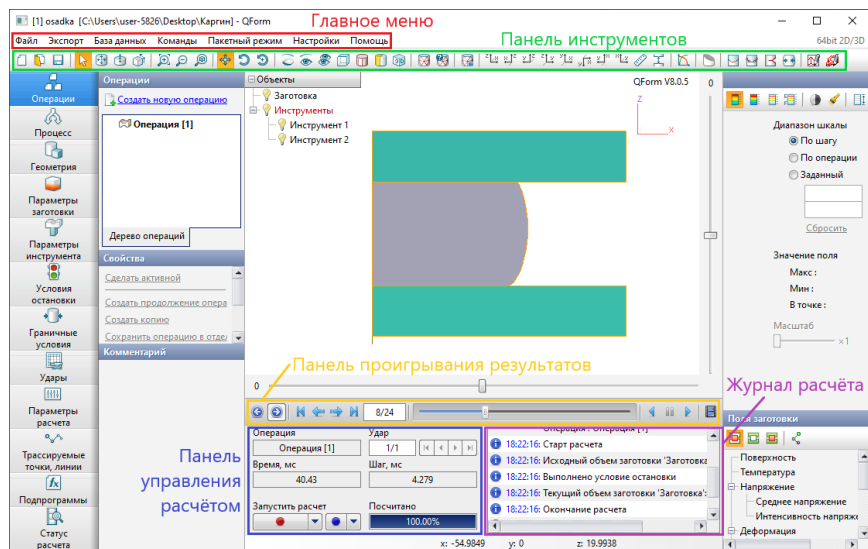 [1] osadka [C:\Users\user-5826\Desktop\Каргин] - QForm
Главное меню
Файл Экспорт База данных Команды Пакетный режим Настройки Помощь
Панель инструментов
64bit 2D/3D
Операции
Процесс
Геометрия
Параметры
заготовки
Параметры
инструмента
Условия
остановки
Граничные
условия
Удары
Параметры
расчета
Трассируемые
точки, линии
Подпрограммы
Статус
расчета
Операции
Создать новую операцию
Операция [1]
Дерево операций
Свойства
Сделать активной
Создать продолжение опера
Создать копию
Сохранить операцию в отде
Комментарий
Объекты
Заготовка
Инструменты
Инструмент 1
Инструмент 2
QForm V8.0.5
Z
X
0
0
Панель проигрывания результатов
8/24
Журнал расчёта
Панель
управления
расчётом
Операция
Операция [1]
Удар
1/1
Время, мс
40.43
Шаг, мс
4.279
Запустить расчет
Посчитано
100.00%
Операция : Операция [1]
18:22:16: Старт расчета
18:22:16: Исходный объем заготовки 'Заготовка
18:22:16: Выполнено условие остановки
18:22:16: Текущий объем заготовки 'Заготовка':
18:22:16: Окончание расчета
x: -54.9849 y: 0 z: 19.9938
Диапазон шкалы
По шагу
По операции
Заданный
Сбросить
Значение поля
Макс :
Мин :
В точке :
Масштаб
×1
Поля заготовки
Поверхность
Температура
Напряжение
Среднее напряжение
Интенсивность напряже
Деформация